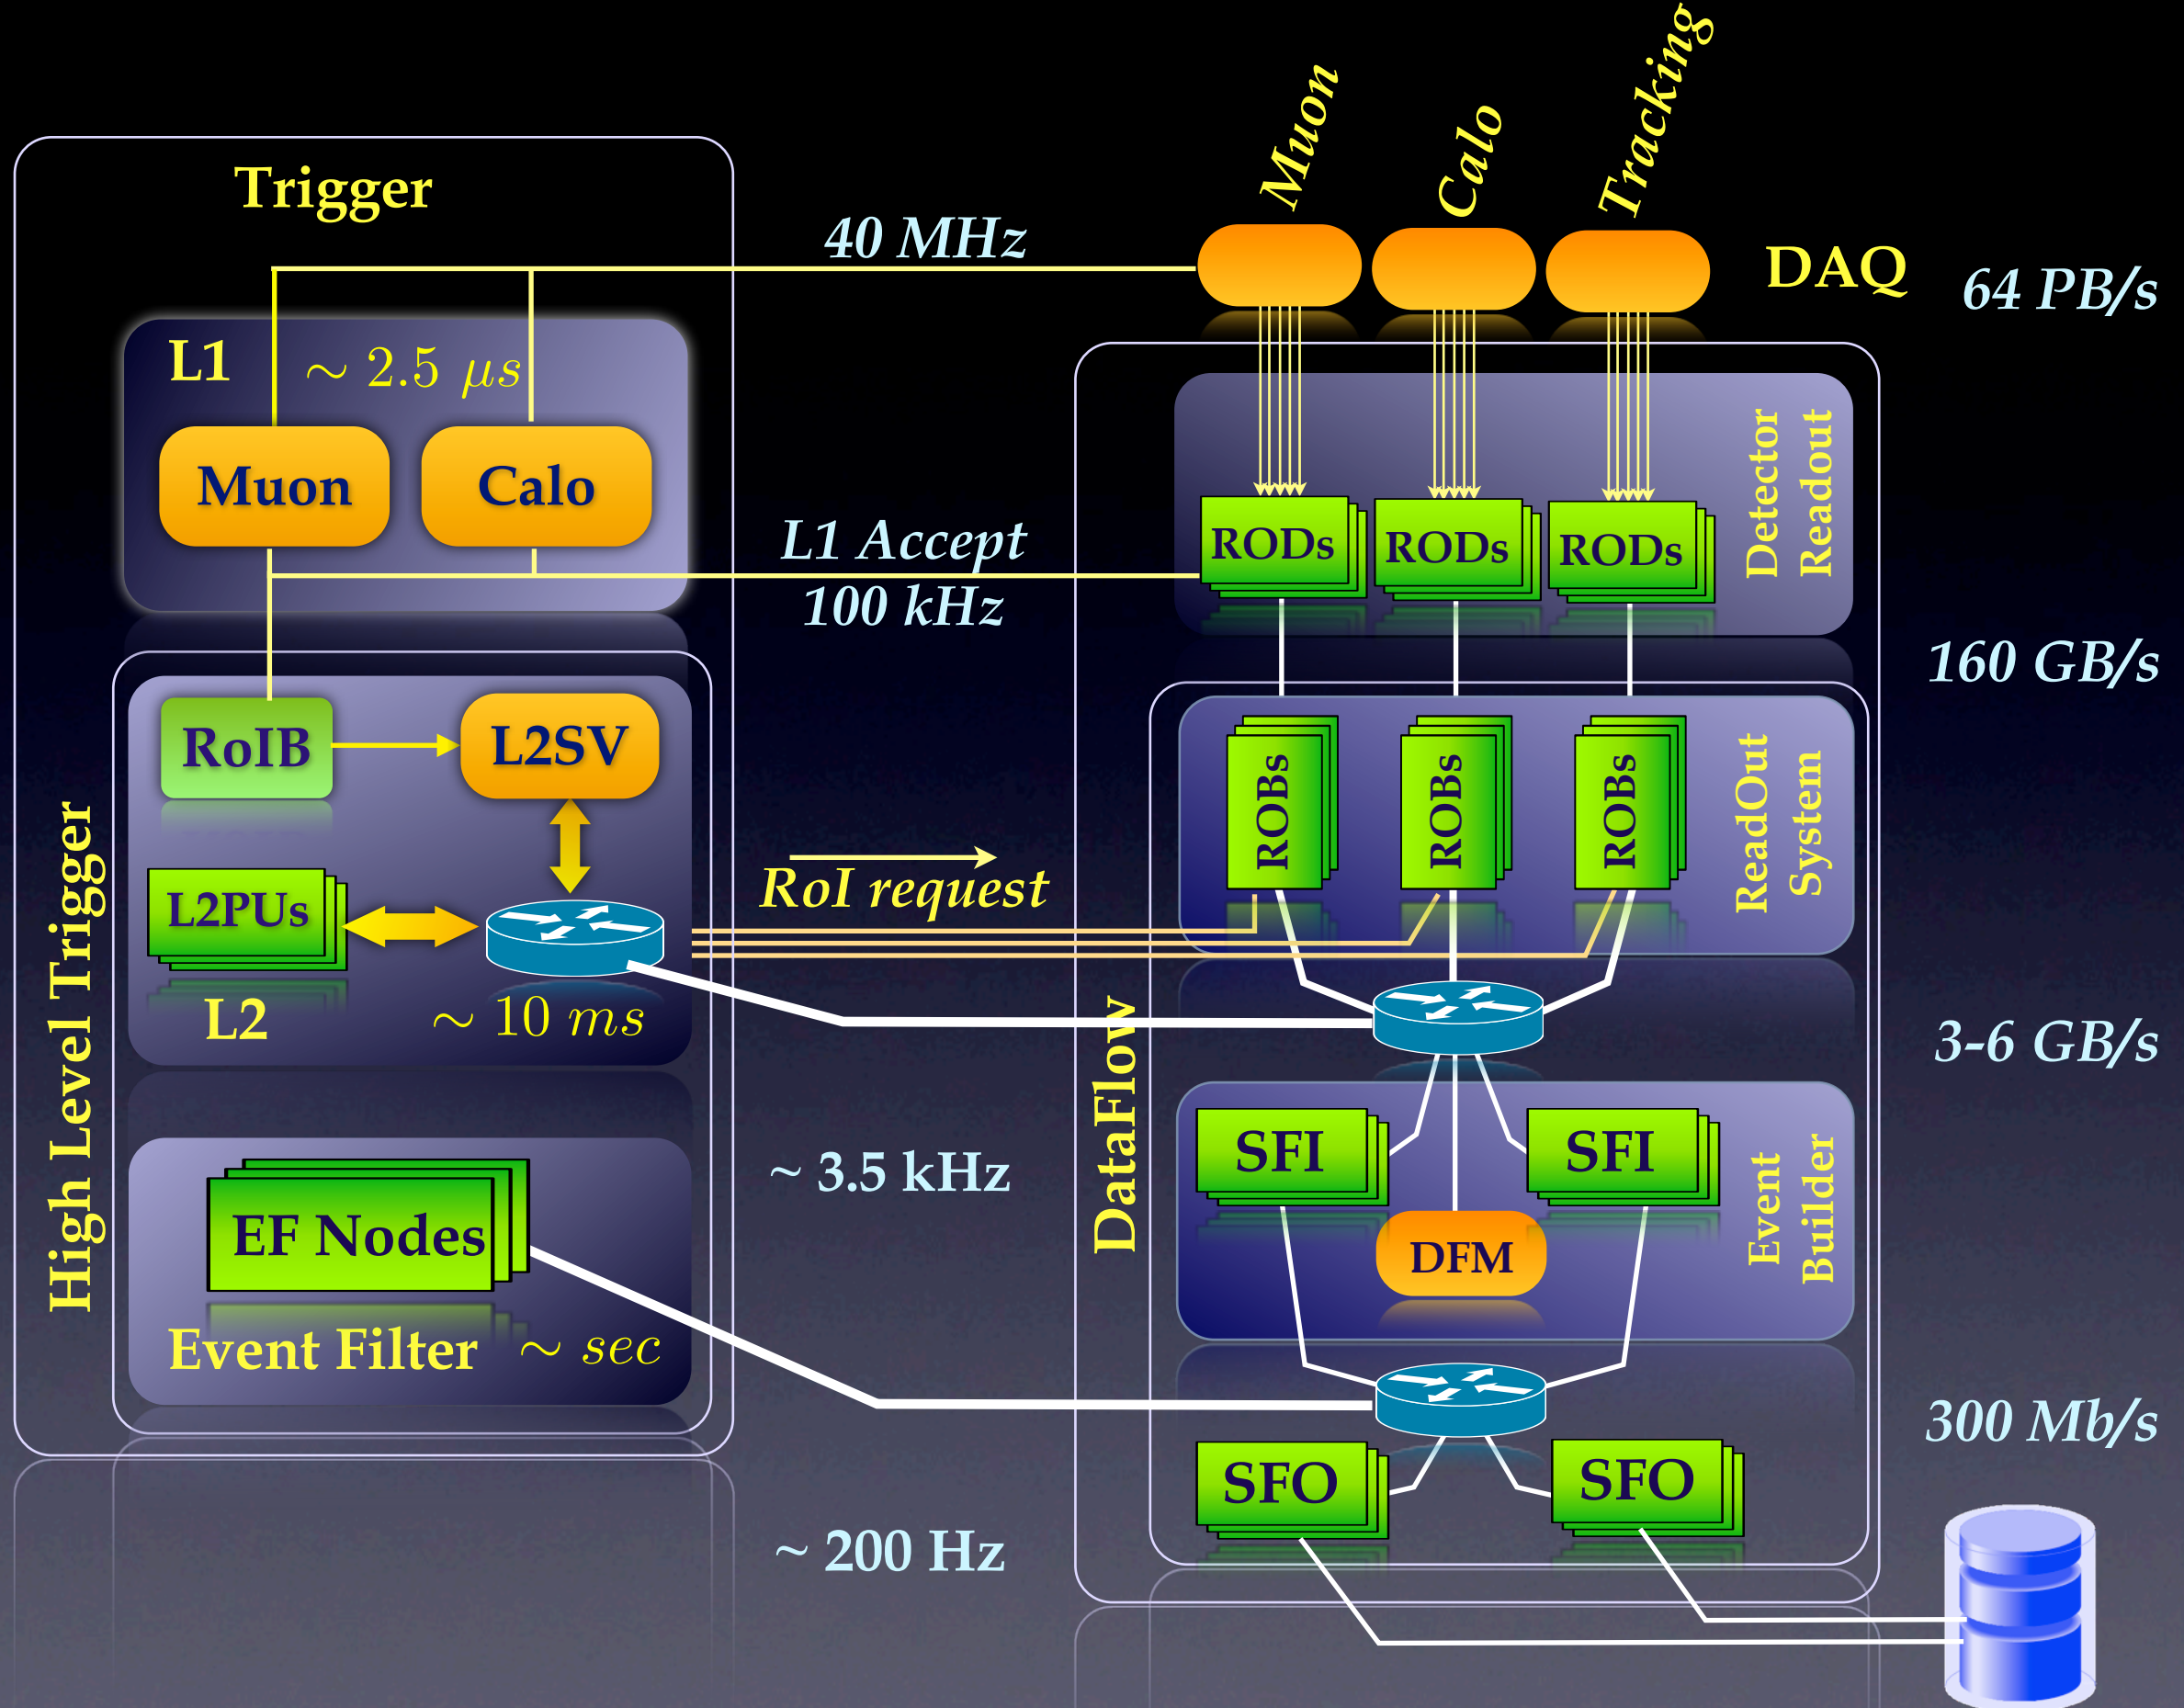 Muon
Calo
Tracking
Trigger
40 MHz
DAQ
64 PB/s
L1
~ 2.5 μs
Muon
Calo
L1 Accept
100 kHz
RODs
RODs
RODs
Detector
Readout
160 GB/s
High Level Trigger
RoIB
L2SV
L2PUs
L2
~ 10 ms
RoI request
ROBs
ROBs
ROBs
ReadOut
System
3-6 GB/s
DataFlow
~ 3.5 kHz
SFI
SFI
DFM
Event
Builder
EF Nodes
Event Filter
~ sec
300 Mb/s
SFO
SFO
~ 200 Hz